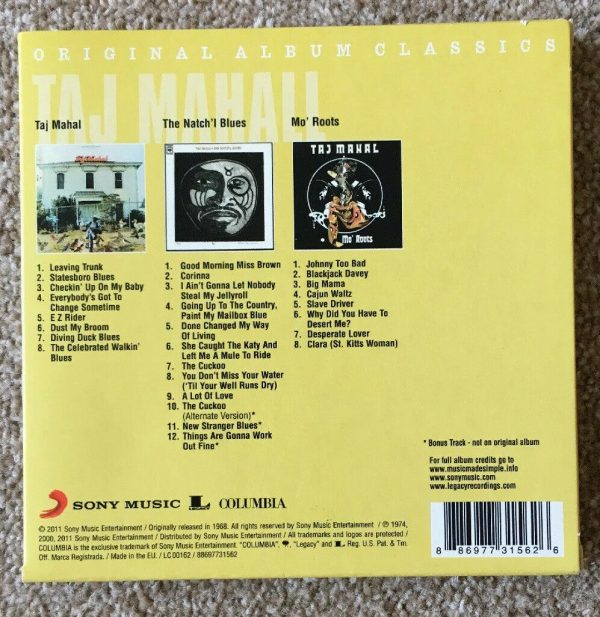 ORIGINAL ALBUM CLASSICS
TAJ MAHALL
Taj Mahal
1. Leaving Trunk
2. Statesboro Blues
3. Checkin' Up On My Baby
4. Everybody's Got To
Change Sometime
5. E Z Rider
6. Dust My Broom
7. Diving Duck Blues
8. The Celebrated Walkin'
Blues
The Natch'l Blues
1. Good Morning Miss Brown
2. Corinna
3. I Ain't Gonna Let Nobody
Steal My Jellyroll
4. Going Up To The Country,
Paint My Mailbox Blue
5. Done Changed My Way
Of Living
6. She Caught The Katy And
Left Me A Mule To Ride
7. The Cuckoo
8. You Don't Miss Your Water
('Til Your Well Runs Dry)
9. A Lot Of Love
10. The Cuckoo
(Alternate Version)*
11. New Stranger Blues*
12. Things Are Gonna Work
Out Fine*
Mo' Roots
TAJ MAHAL
Mo' Roots
1. Johnny Too Bad
2. Blackjack Davey
3. Big Mama
4. Cajun Waltz
5. Slave Driver
6. Why Did You Have To
Desert Me?
7. Desperate Lover
8. Clara (St. Kitts Woman)
* Bonus Track - not on original album
For full album credits go to
www.musicmadesimple.info
www.sonymusic.com
www.legacyrecordings.com
SONY MUSIC L COLUMBIA
© 2011 Sony Music Entertainment / Originally released in 1968. All rights reserved by Sony Music Entertainment / ℗ 1974,
2000, 2011 Sony Music Entertainment / Distributed by Sony Music Entertainment / All trademarks and logos are protected /
COLUMBIA is the exclusive trademark of Sony Music Entertainment. "COLUMBIA", "Legacy" and L Reg. U.S. Pat. & Tm.
Off. Marca Registrada. / Made in the EU. / LC 00162 / 88697731562
8 86977 31562 6